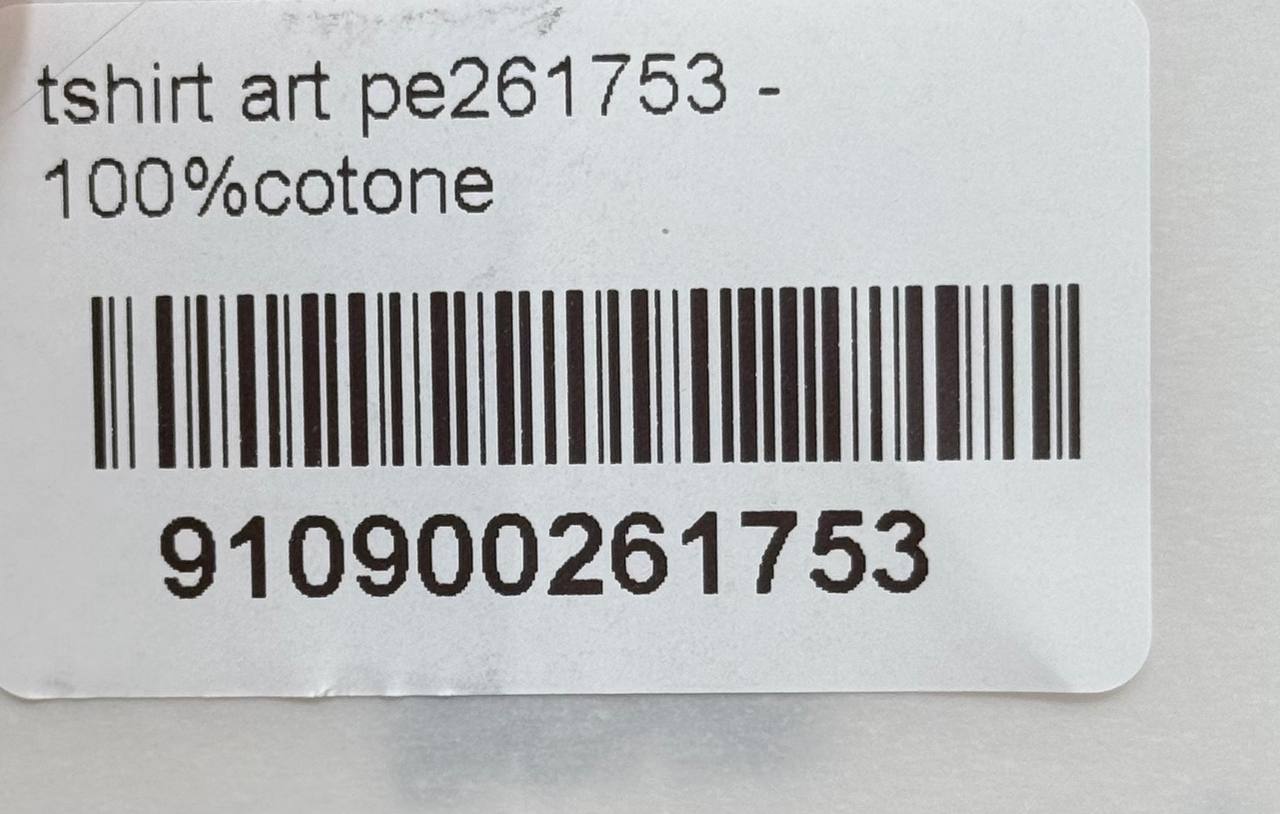 tshirt art pe261753 -
100%cotone
910900261753